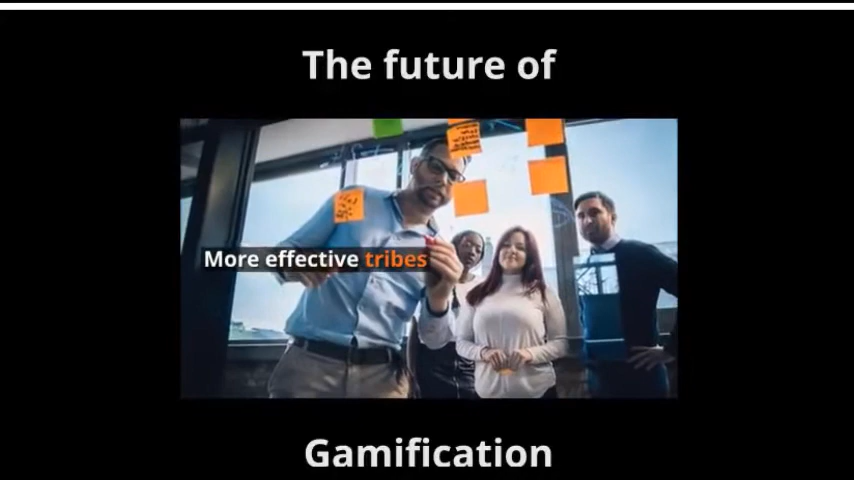 The future of
More effective tribes
Gamification